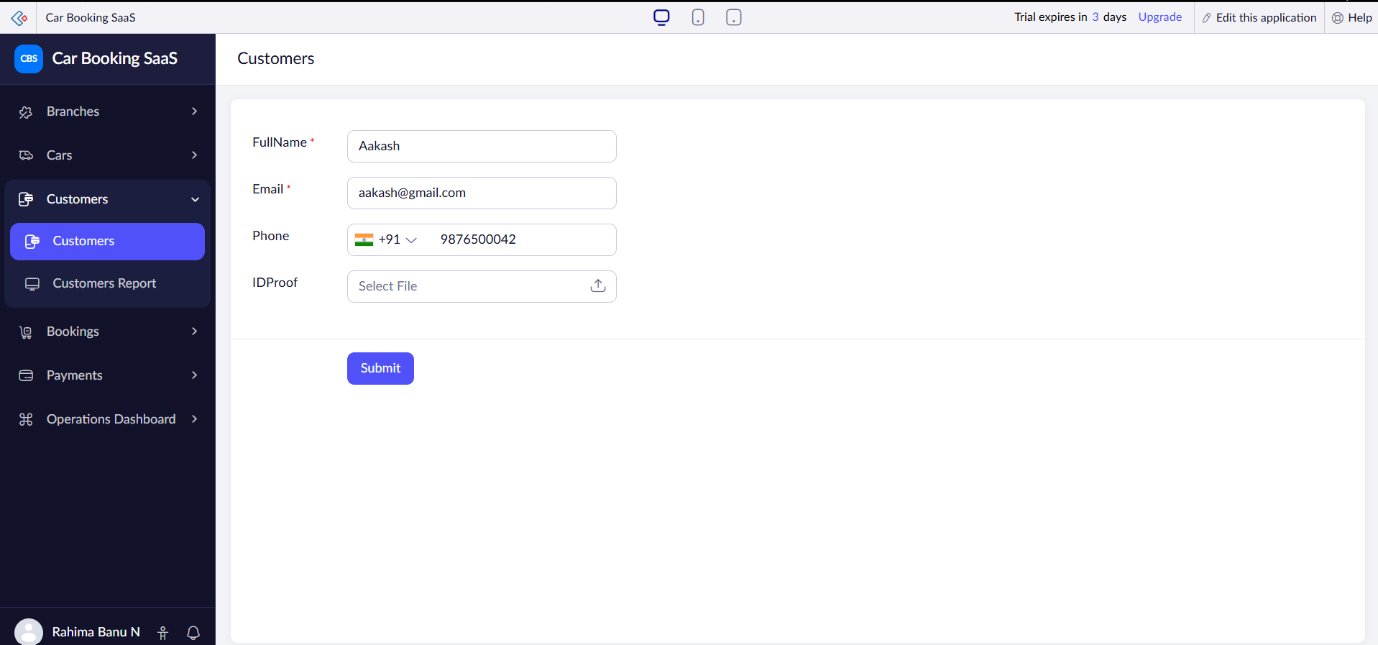 Car Booking SaaS
Trial expires in 3 days Upgrade
Edit this application
Help
CBS Car Booking SaaS
Branches
Cars
Customers
Customers
Customers Report
Bookings
Payments
Operations Dashboard
Rahima Banu N
Customers
FullName * Aakash
Email * aakash@gmail.com
Phone +91 9876500042
IDProof Select File
Submit